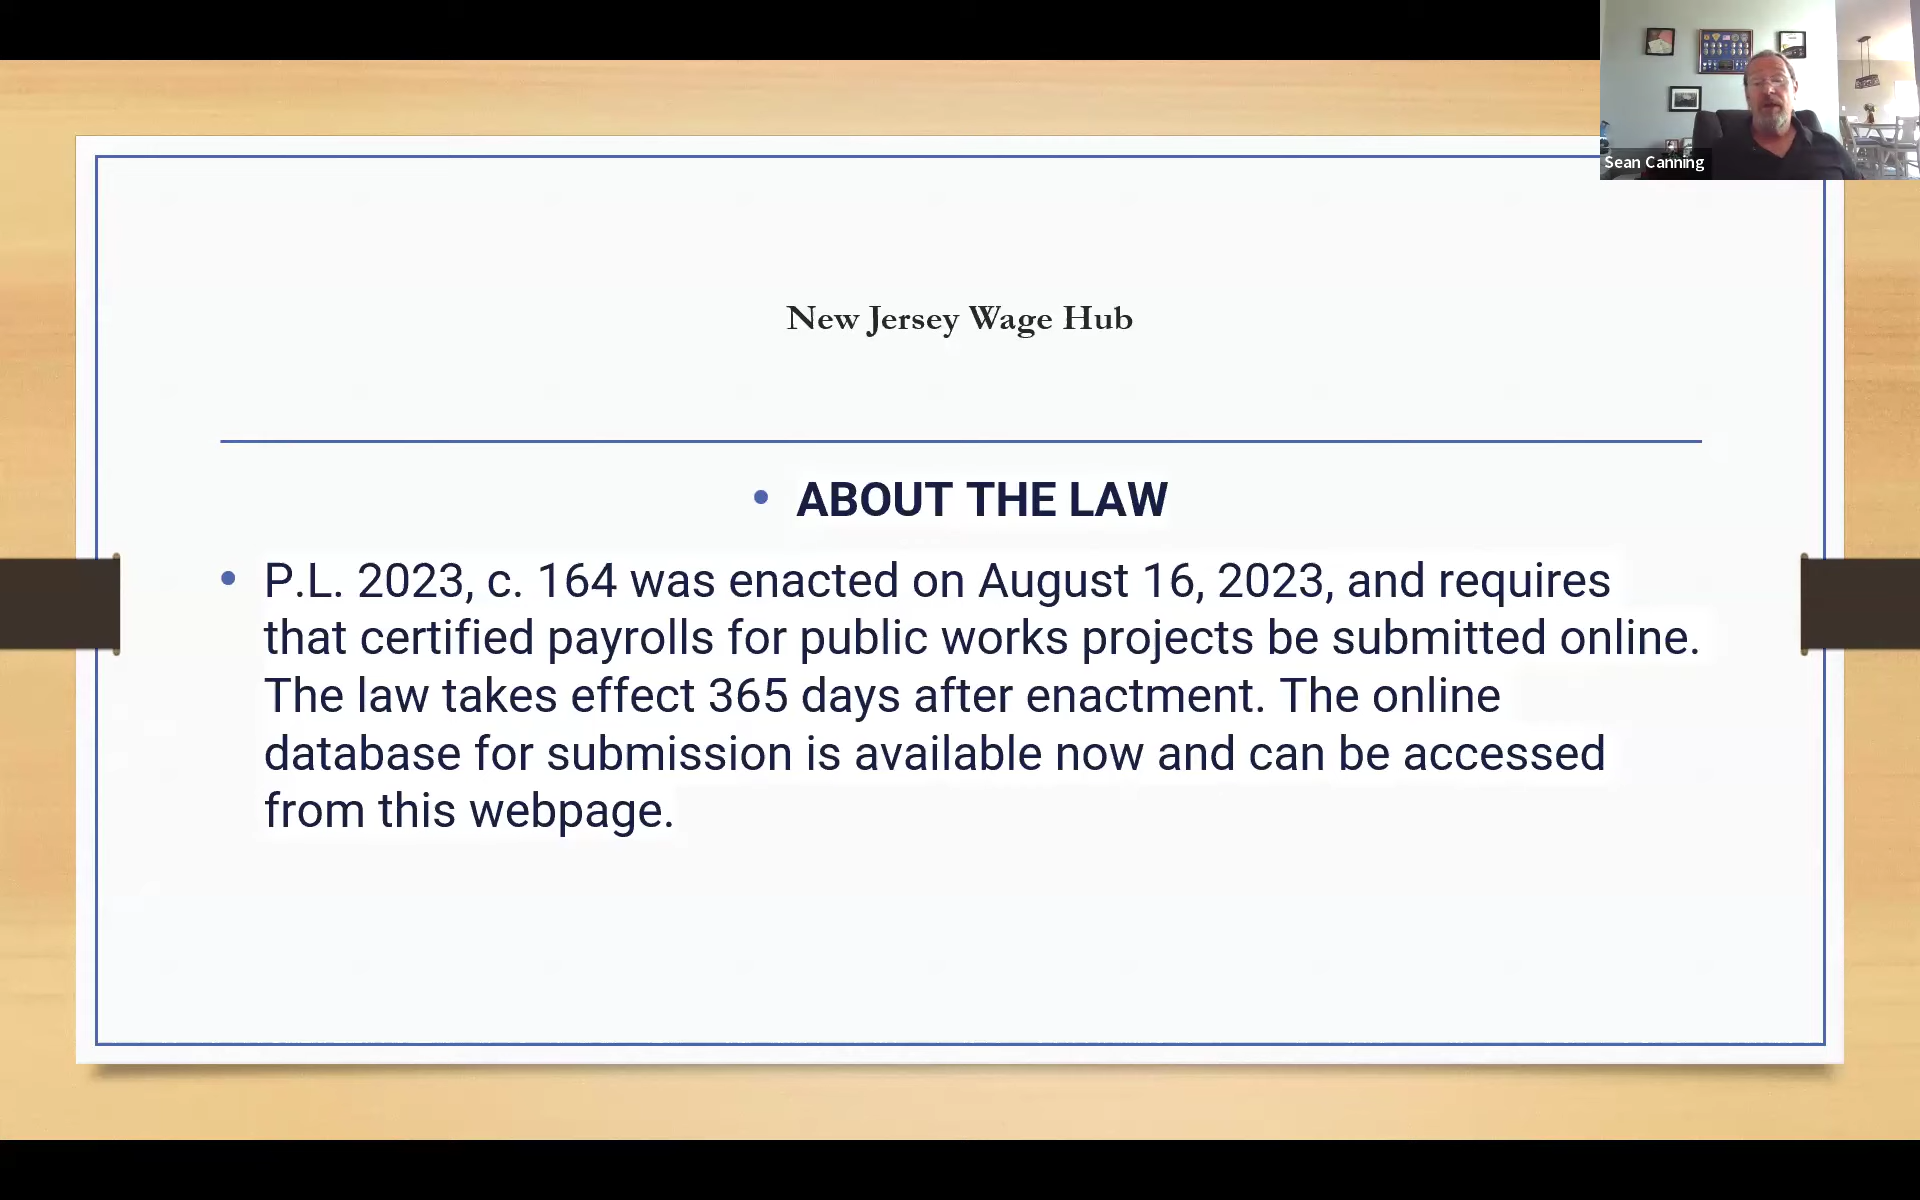 Sean Canning
New Jersey Wage Hub
• ABOUT THE LAW
• P.L. 2023, c. 164 was enacted on August 16, 2023, and requires
that certified payrolls for public works projects be submitted online.
The law takes effect 365 days after enactment. The online
database for submission is available now and can be accessed
from this webpage.